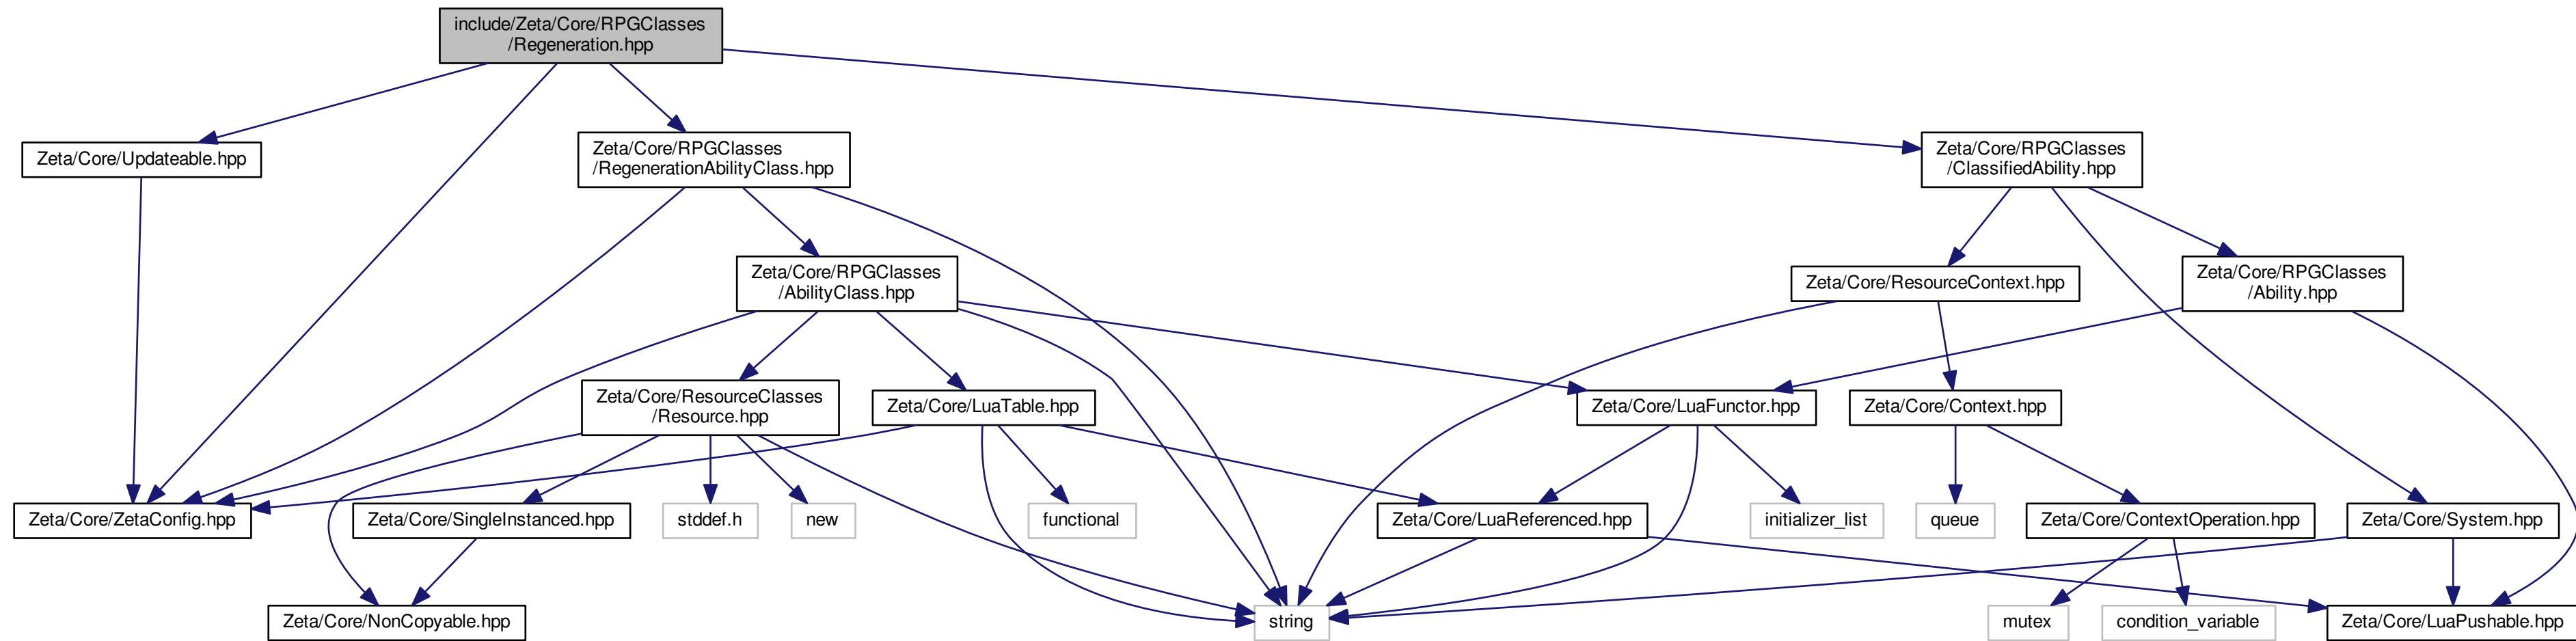 include/Zeta/Core/RPGClasses
/Regeneration.hpp
Zeta/Core/Updateable.hpp
Zeta/Core/RPGClasses
/RegenerationAbilityClass.hpp
Zeta/Core/RPGClasses
/ClassifiedAbility.hpp
Zeta/Core/RPGClasses
/AbilityClass.hpp
Zeta/Core/ResourceContext.hpp
Zeta/Core/RPGClasses
/Ability.hpp
Zeta/Core/ResourceClasses
/Resource.hpp
Zeta/Core/LuaTable.hpp
Zeta/Core/LuaFunctor.hpp
Zeta/Core/Context.hpp
Zeta/Core/ZetaConfig.hpp
Zeta/Core/SingleInstanced.hpp
stddef.h
new
functional
Zeta/Core/LuaReferenced.hpp
initializer_list
queue
Zeta/Core/ContextOperation.hpp
Zeta/Core/System.hpp
Zeta/Core/NonCopyable.hpp
string
mutex
condition_variable
Zeta/Core/LuaPushable.hpp